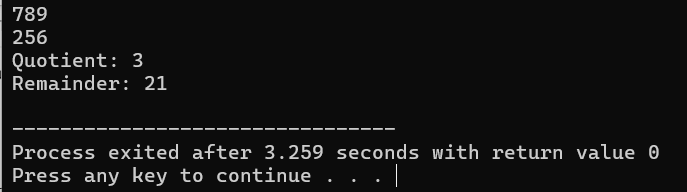 789
256
Quotient: 3
Remainder: 21
--------------------------------
Process exited after 3.259 seconds with return value 0
Press any key to continue . . .